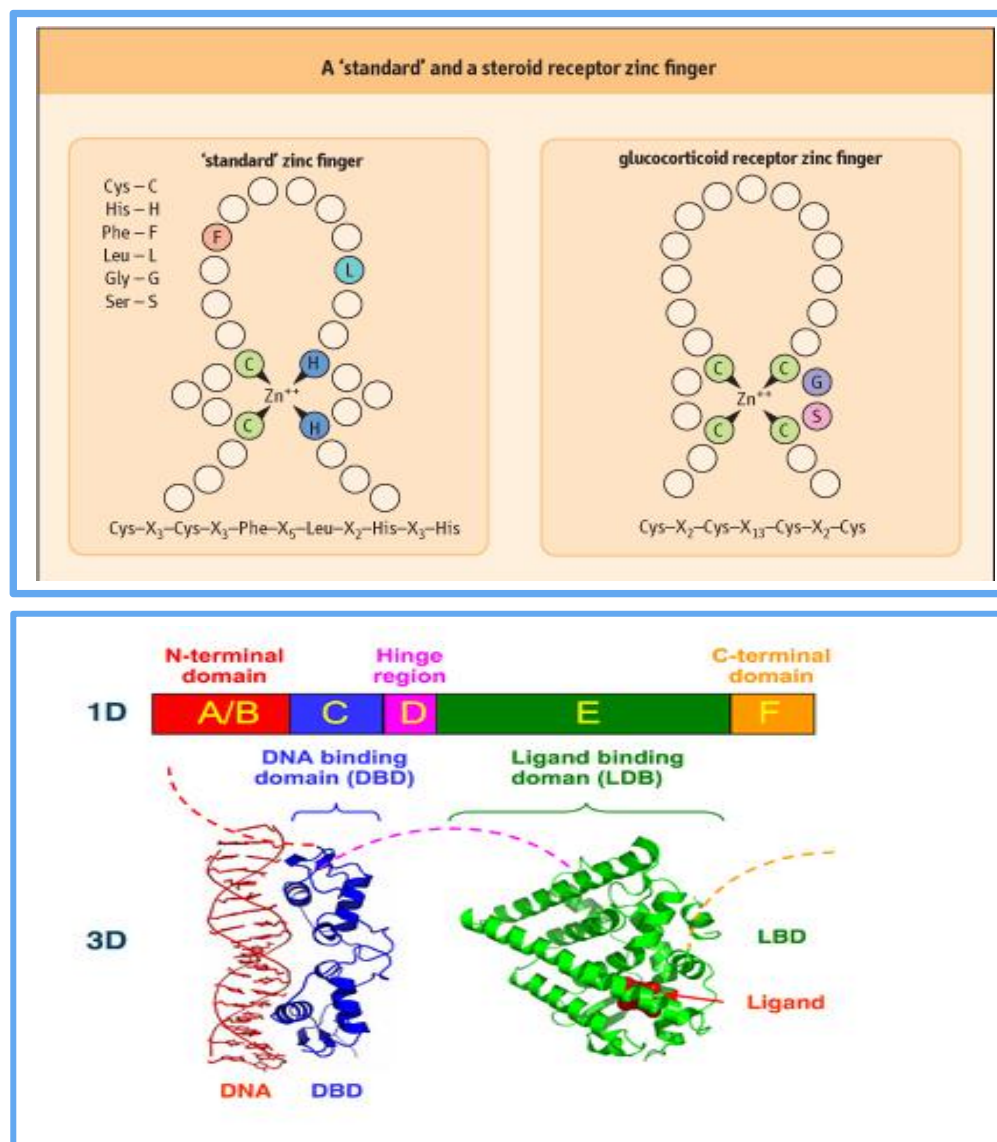 A 'standard' and a steroid receptor zinc finger
'standard' zinc finger
Cys – C
His – H
Phe – F
Leu – L
Gly – G
Ser – S
F
L
C
H
Zn⁺⁺
C
H
Cys–X₃–Cys–X₃–Phe–X₅–Leu–X₂–His–X₃–His
glucocorticoid receptor zinc finger
C
C
G
Zn⁺⁺
S
C
C
Cys–X₂–Cys–X₁₃–Cys–X₂–Cys
N-terminal
domain
Hinge
region
C-terminal
domain
1D
A/B
C
D
E
F
DNA binding
domain (DBD)
Ligand binding
doman (LDB)
3D
LBD
Ligand
DNA
DBD